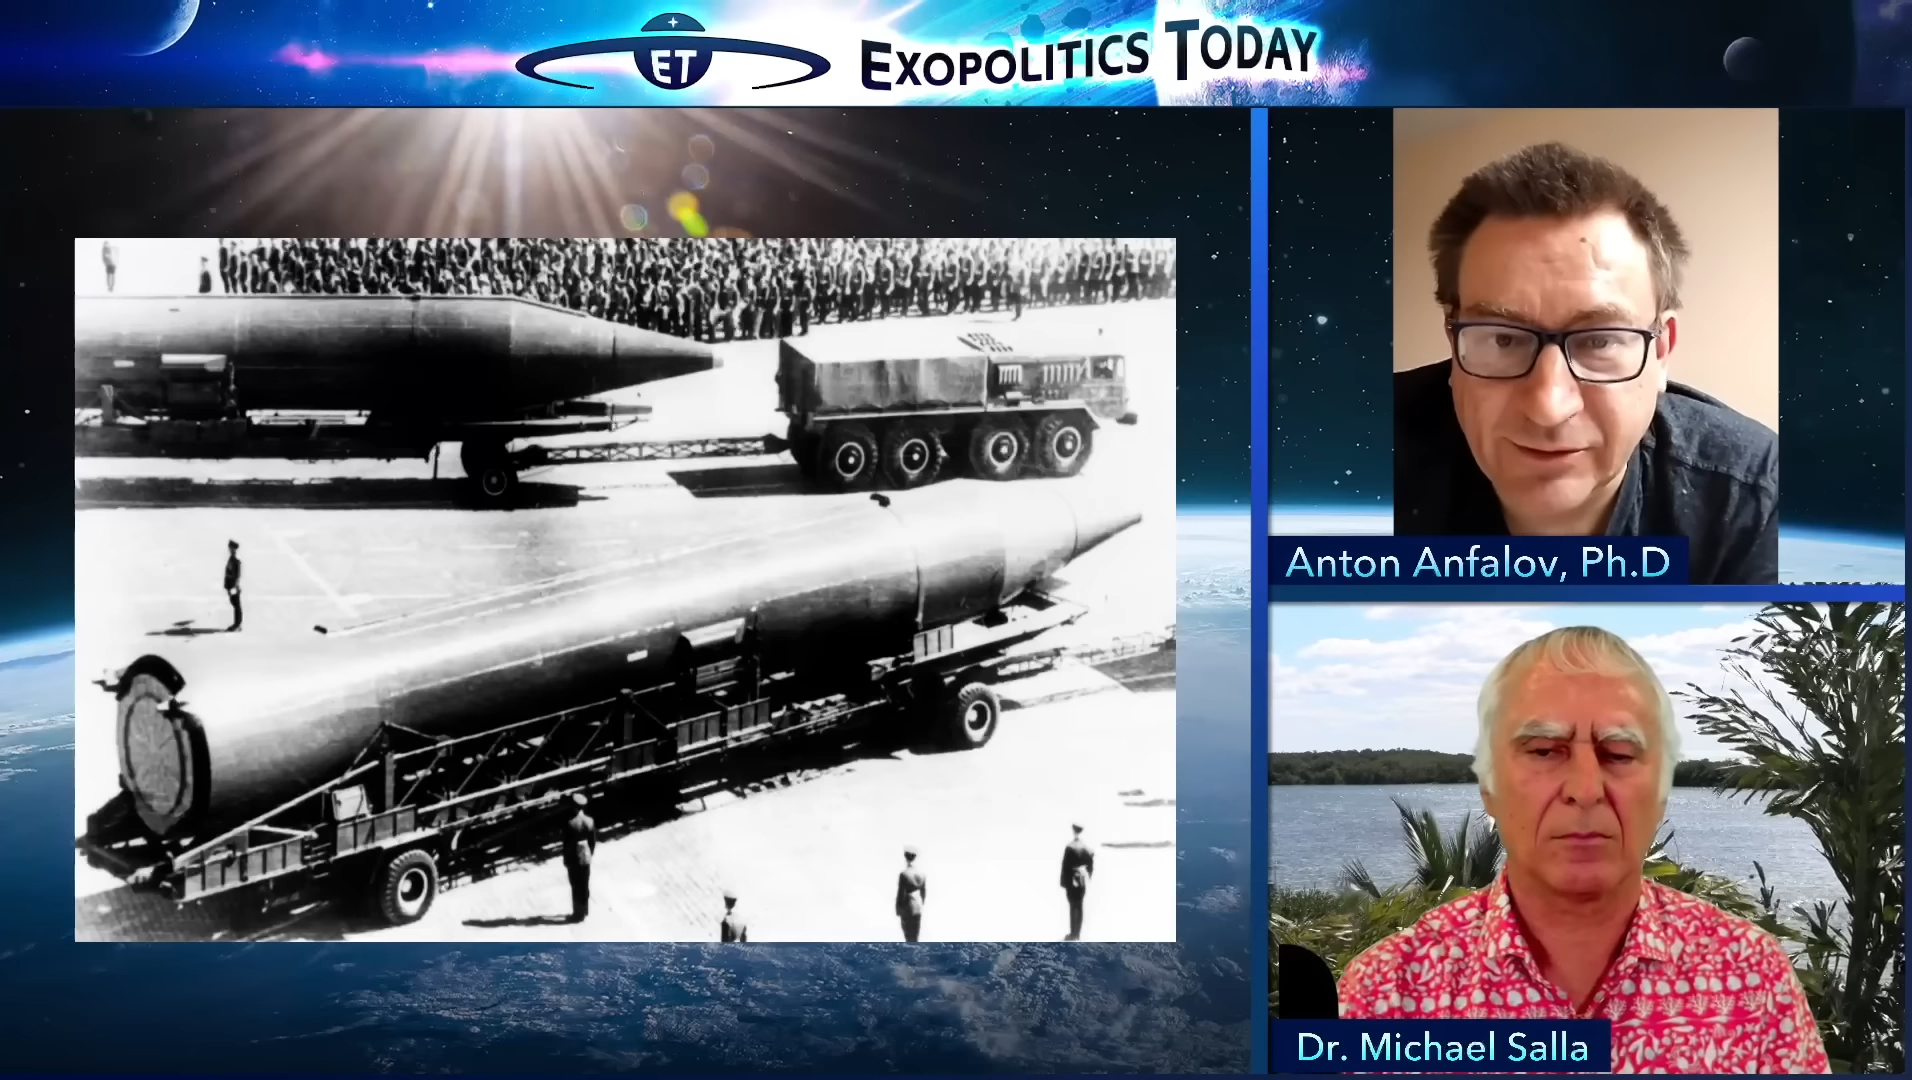 ET
EXOPOLITICS TODAY
Anton Anfalov, Ph.D
Dr. Michael Salla